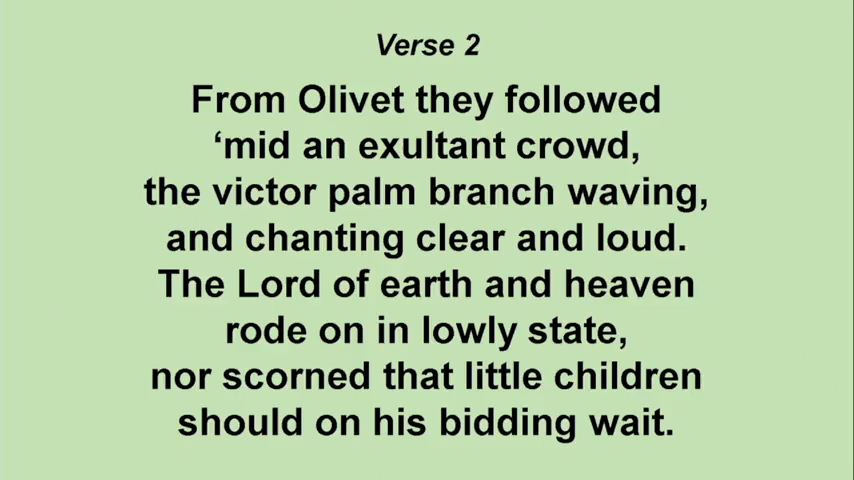 Verse 2
From Olivet they followed
‘mid an exultant crowd,
the victor palm branch waving,
and chanting clear and loud.
The Lord of earth and heaven
rode on in lowly state,
nor scorned that little children
should on his bidding wait.